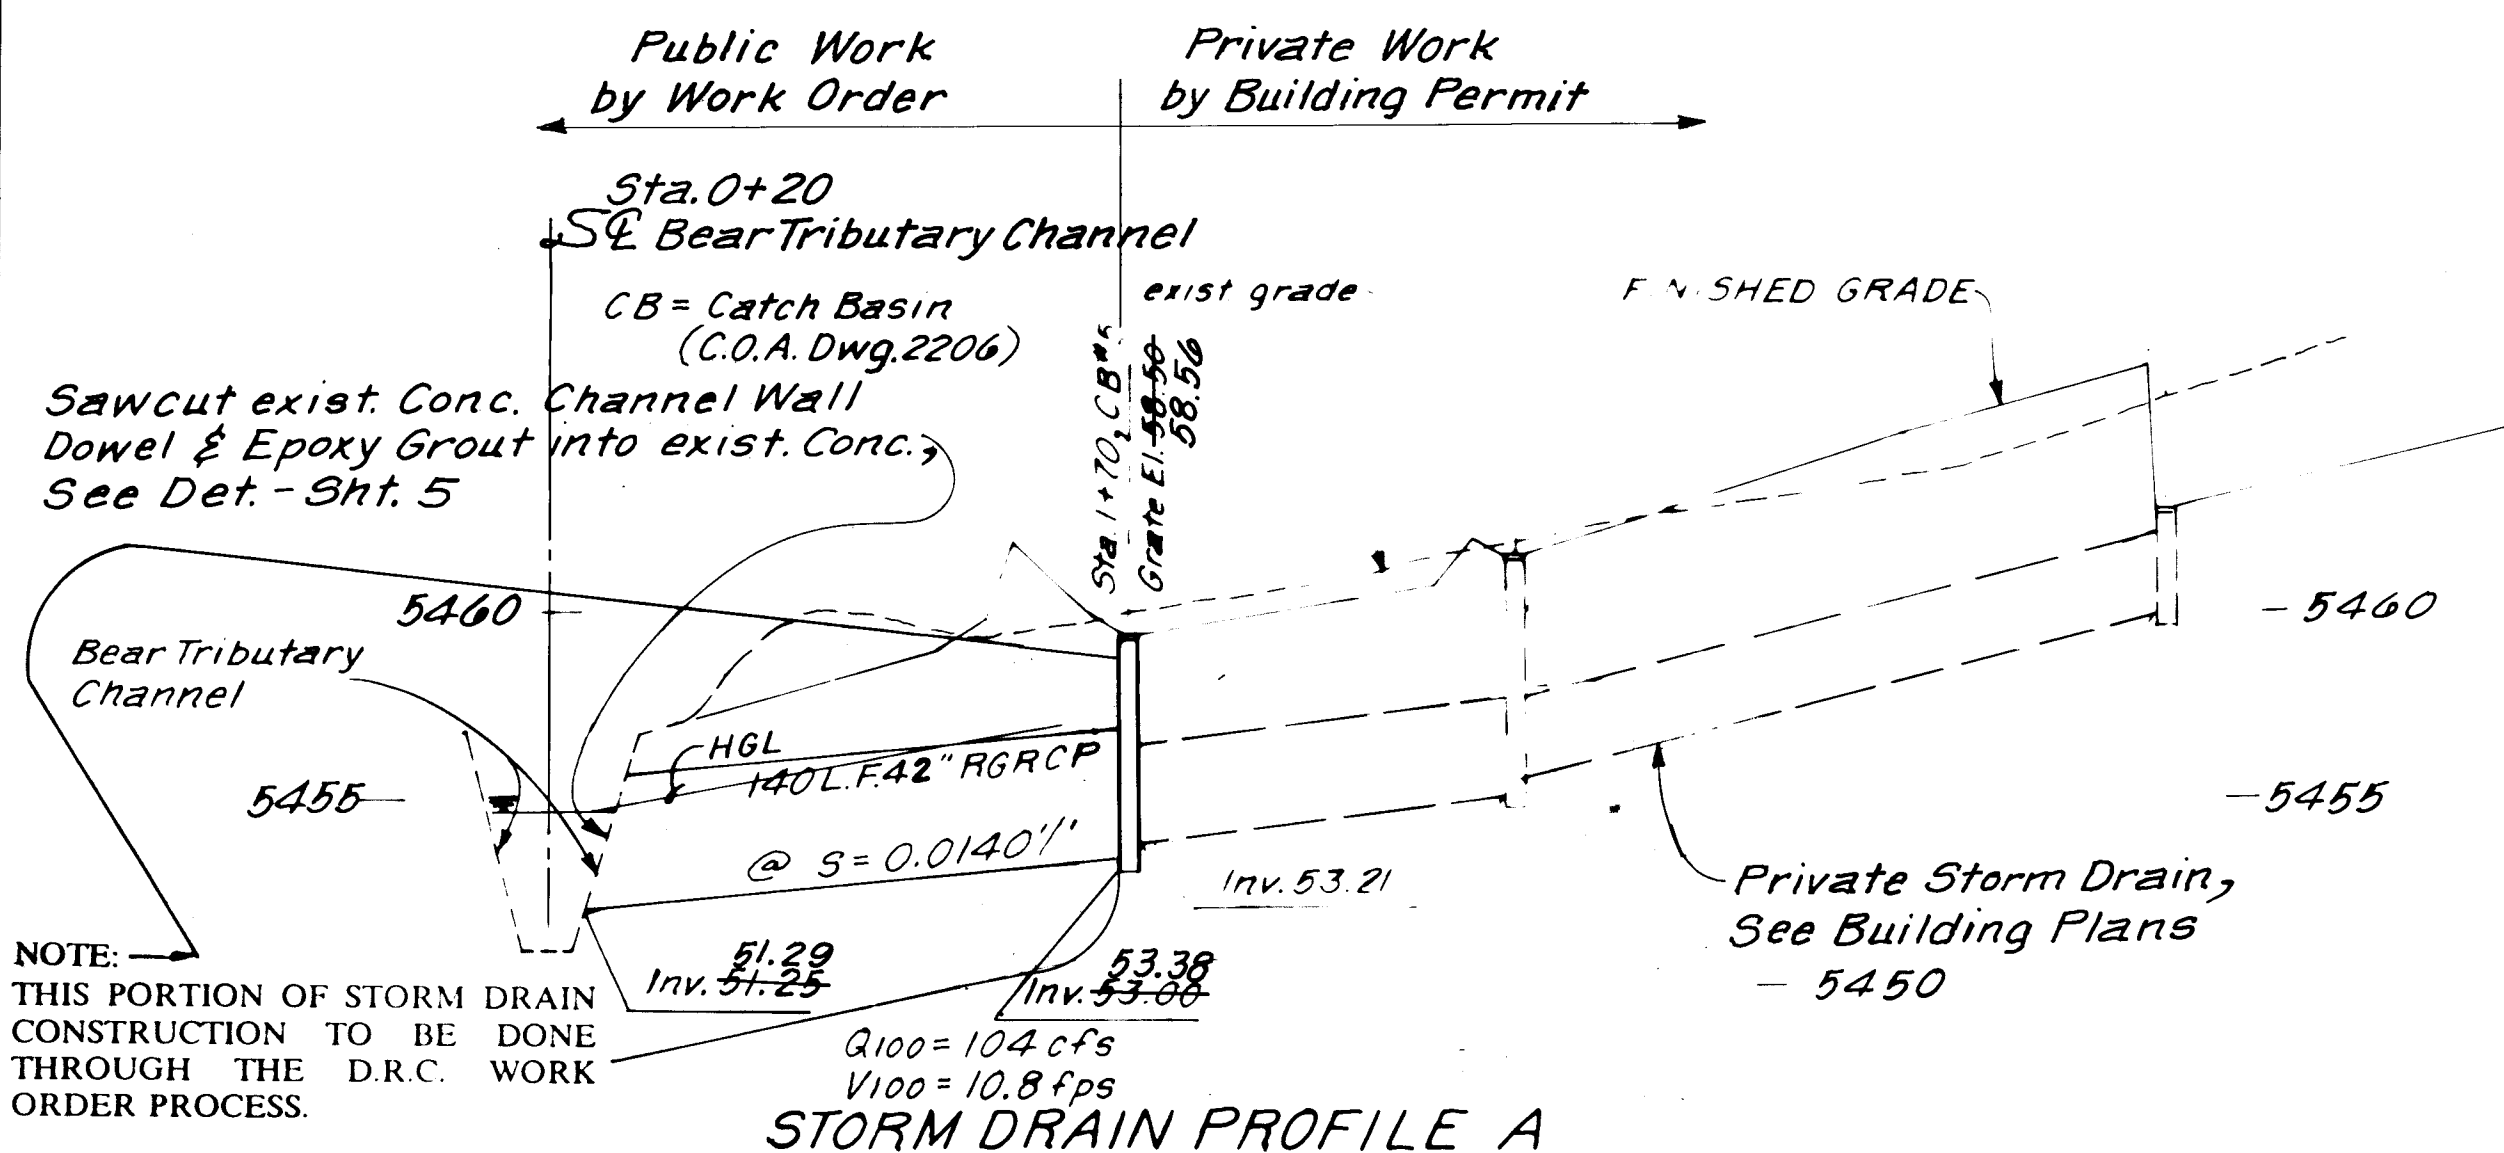 Public Work
by Work Order
Private Work
by Building Permit
Sta. 0+20
S℄ Bear Tributary Channel
CB = Catch Basin
(C.O.A. Dwg. 2206)
exist grade
FINISHED GRADE
Sawcut exist. Conc. Channel Wall
Dowel & Epoxy Grout into exist. Conc.,
See Det. - Sht. 5
Sta. 1+70, CB
Grate El. 58.50
58.56
5460
Bear Tributary
Channel
5455
HGL
140 L.F. 42" RGRCP
@ S = 0.0140'/'
- 5460
- 5455
Inv. 53.21
Private Storm Drain,
See Building Plans
- 5450
51.29
Inv. 51.25
53.38
Inv. 53.00
NOTE:
THIS PORTION OF STORM DRAIN
CONSTRUCTION TO BE DONE
THROUGH THE D.R.C. WORK
ORDER PROCESS.
Q100 = 104 cfs
V100 = 10.8 fps
STORM DRAIN PROFILE A